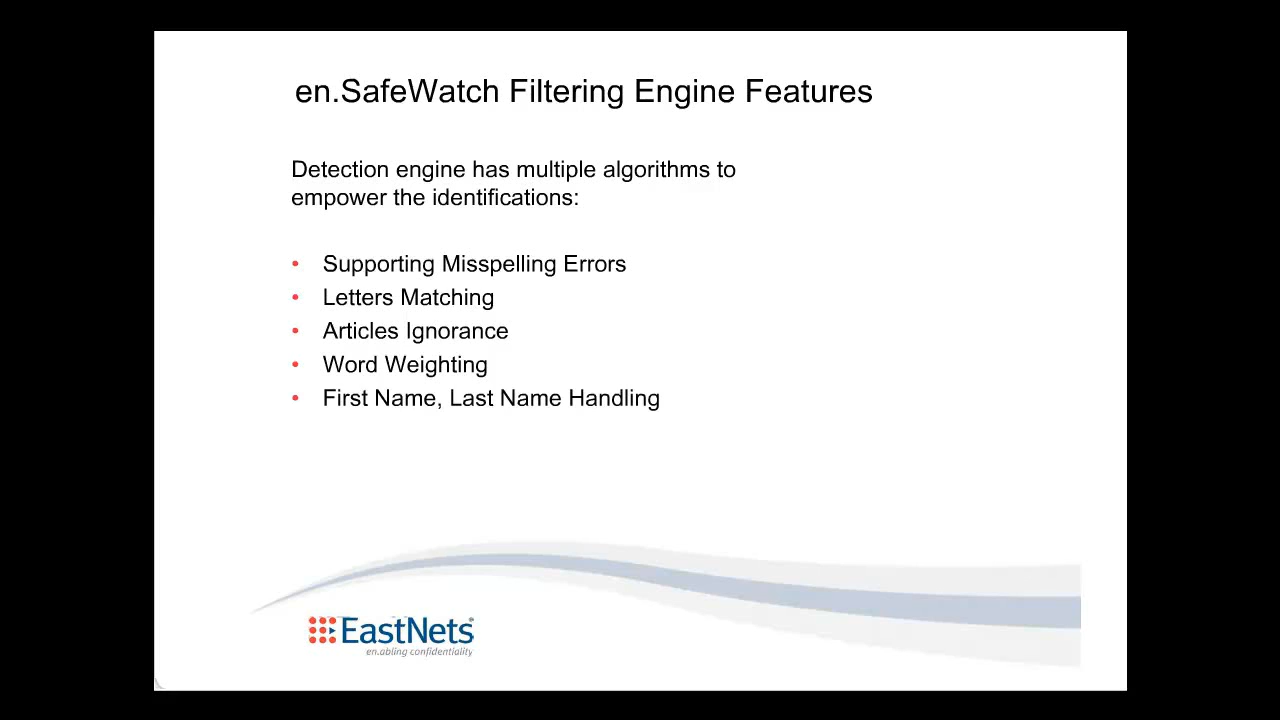 en.SafeWatch Filtering Engine Features
Detection engine has multiple algorithms to
empower the identifications:
• Supporting Misspelling Errors
• Letters Matching
• Articles Ignorance
• Word Weighting
• First Name, Last Name Handling
EastNets®
en.abling confidentiality